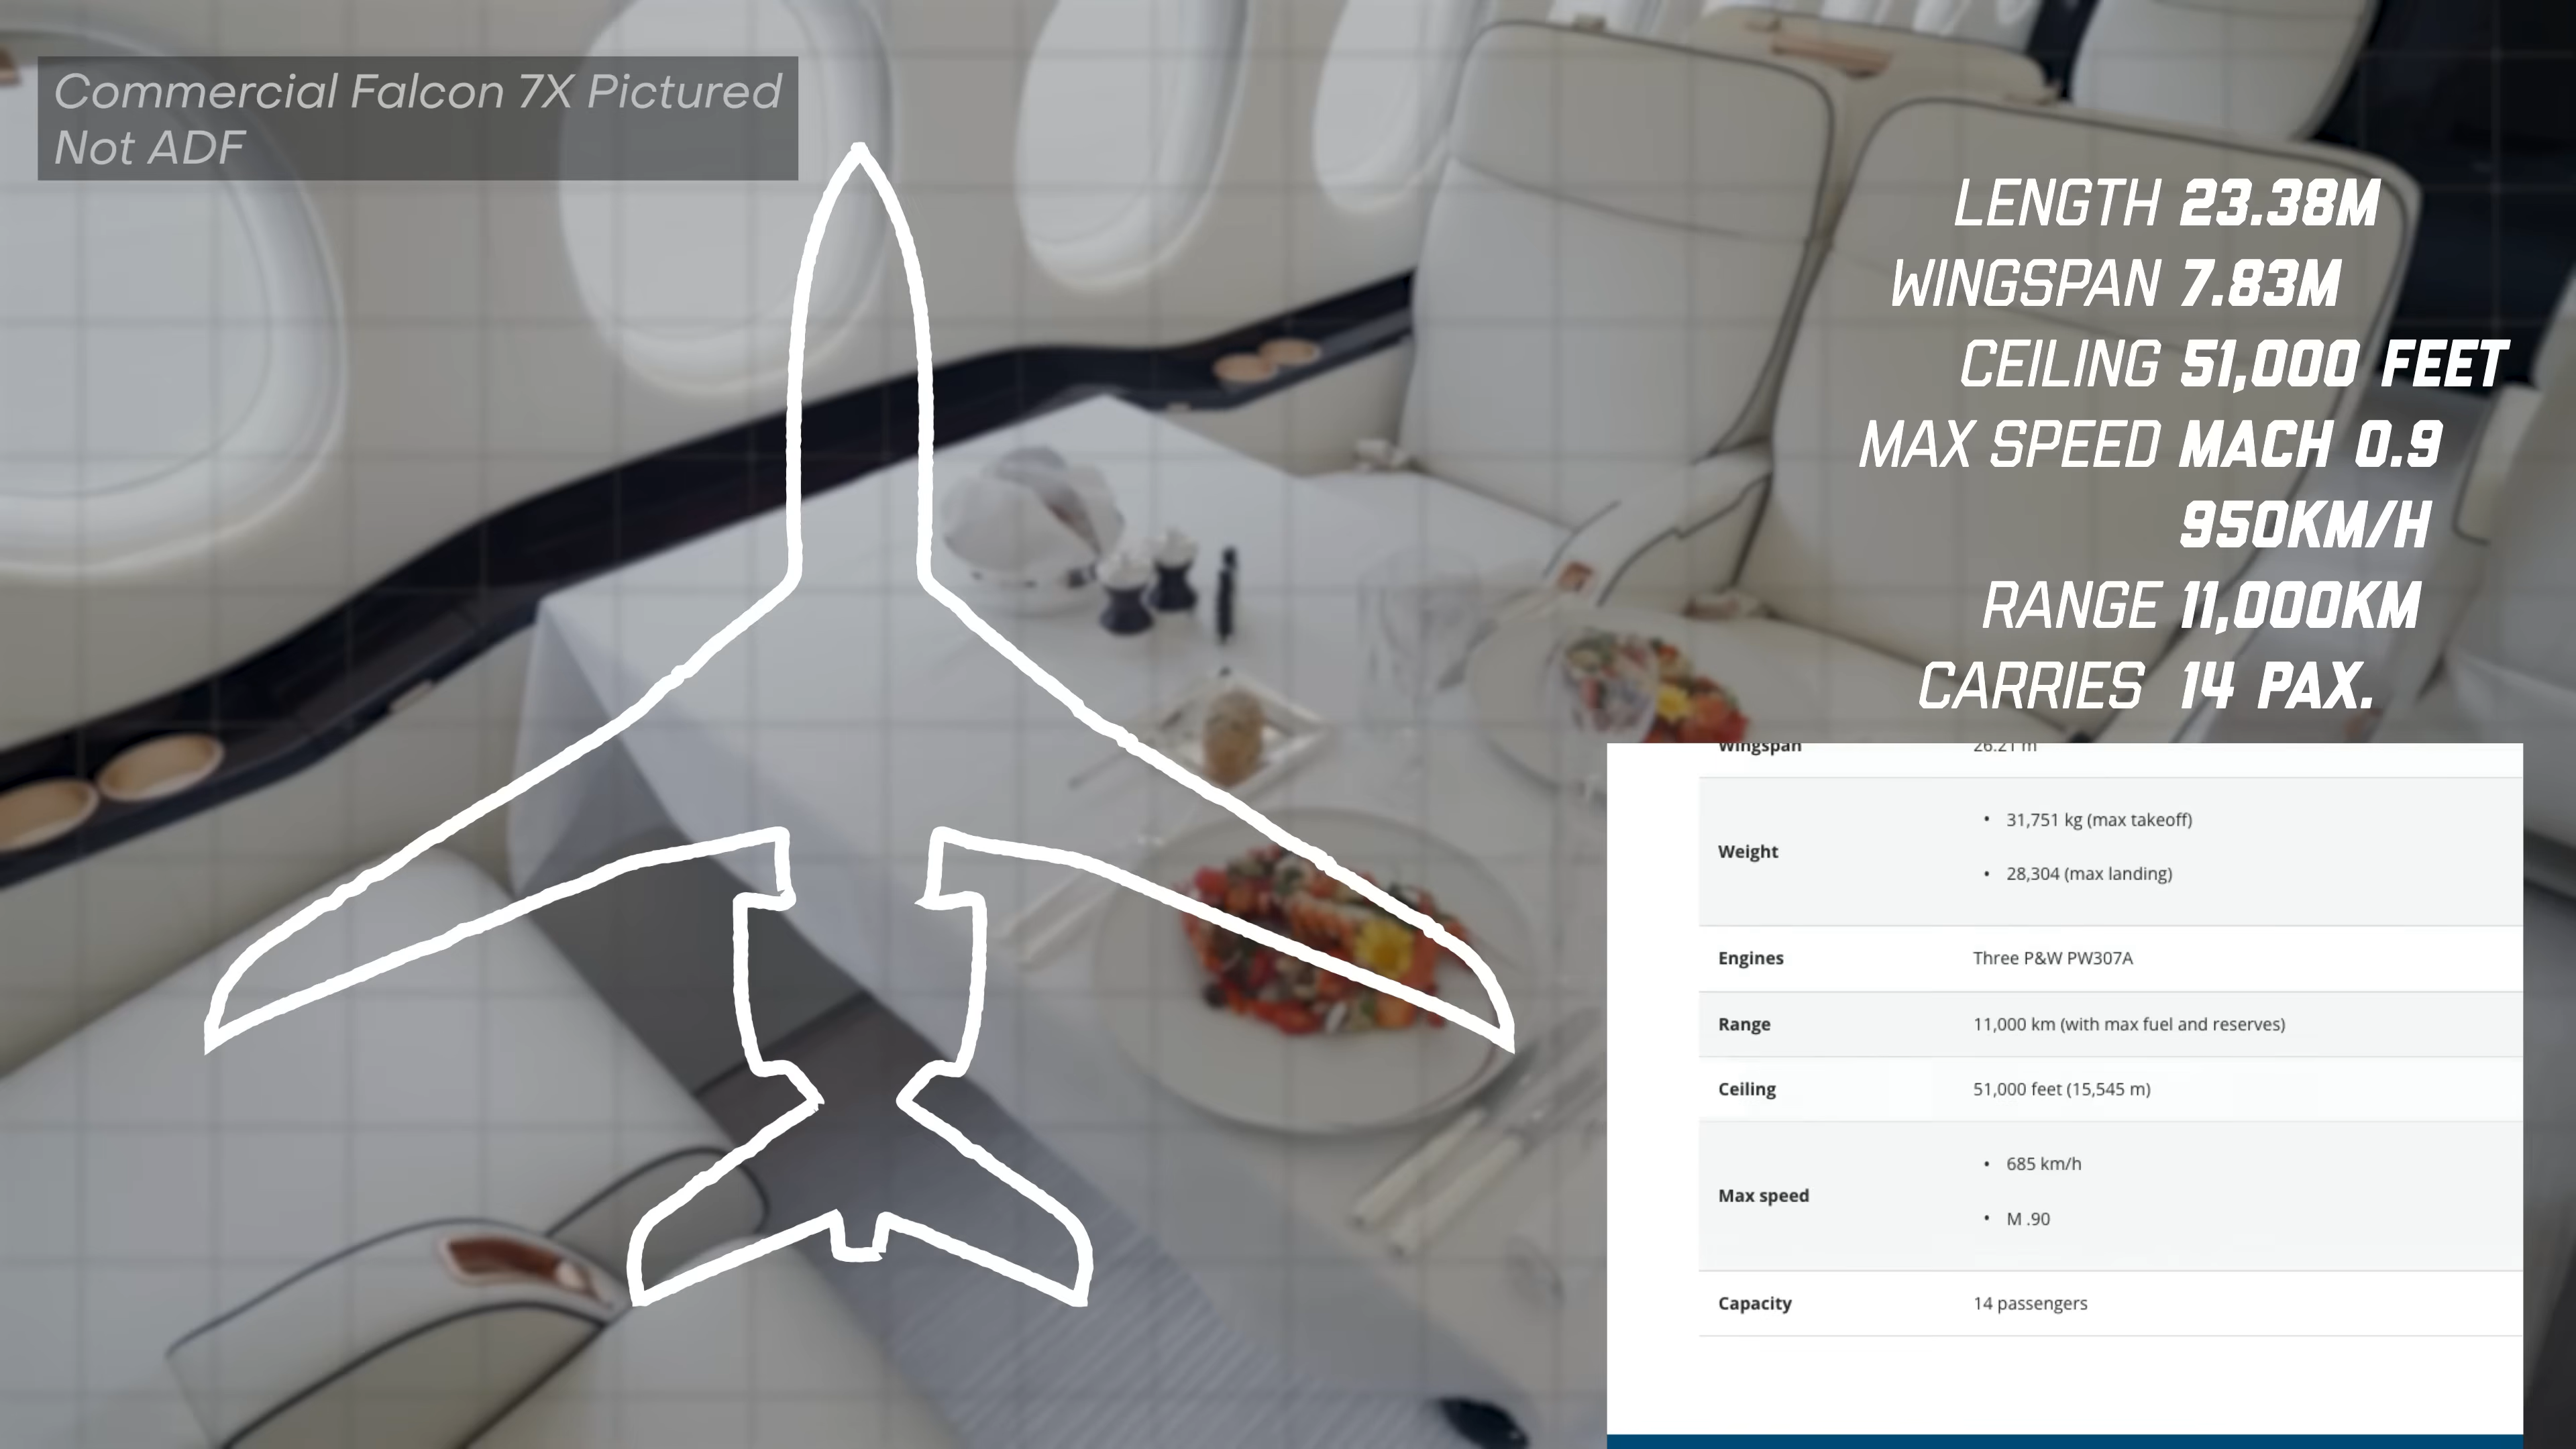 Commercial Falcon 7X Pictured
Not ADF
LENGTH 23.38M
WINGSPAN 7.83M
CEILING 51,000 FEET
MAX SPEED MACH 0.9
950KM/H
RANGE 11,000KM
CARRIES 14 PAX.
Wingspan 26.21 m
Weight
• 31,751 kg (max takeoff)
• 28,304 (max landing)
Engines Three P&W PW307A
Range 11,000 km (with max fuel and reserves)
Ceiling 51,000 feet (15,545 m)
Max speed
• 685 km/h
• M .90
Capacity 14 passengers